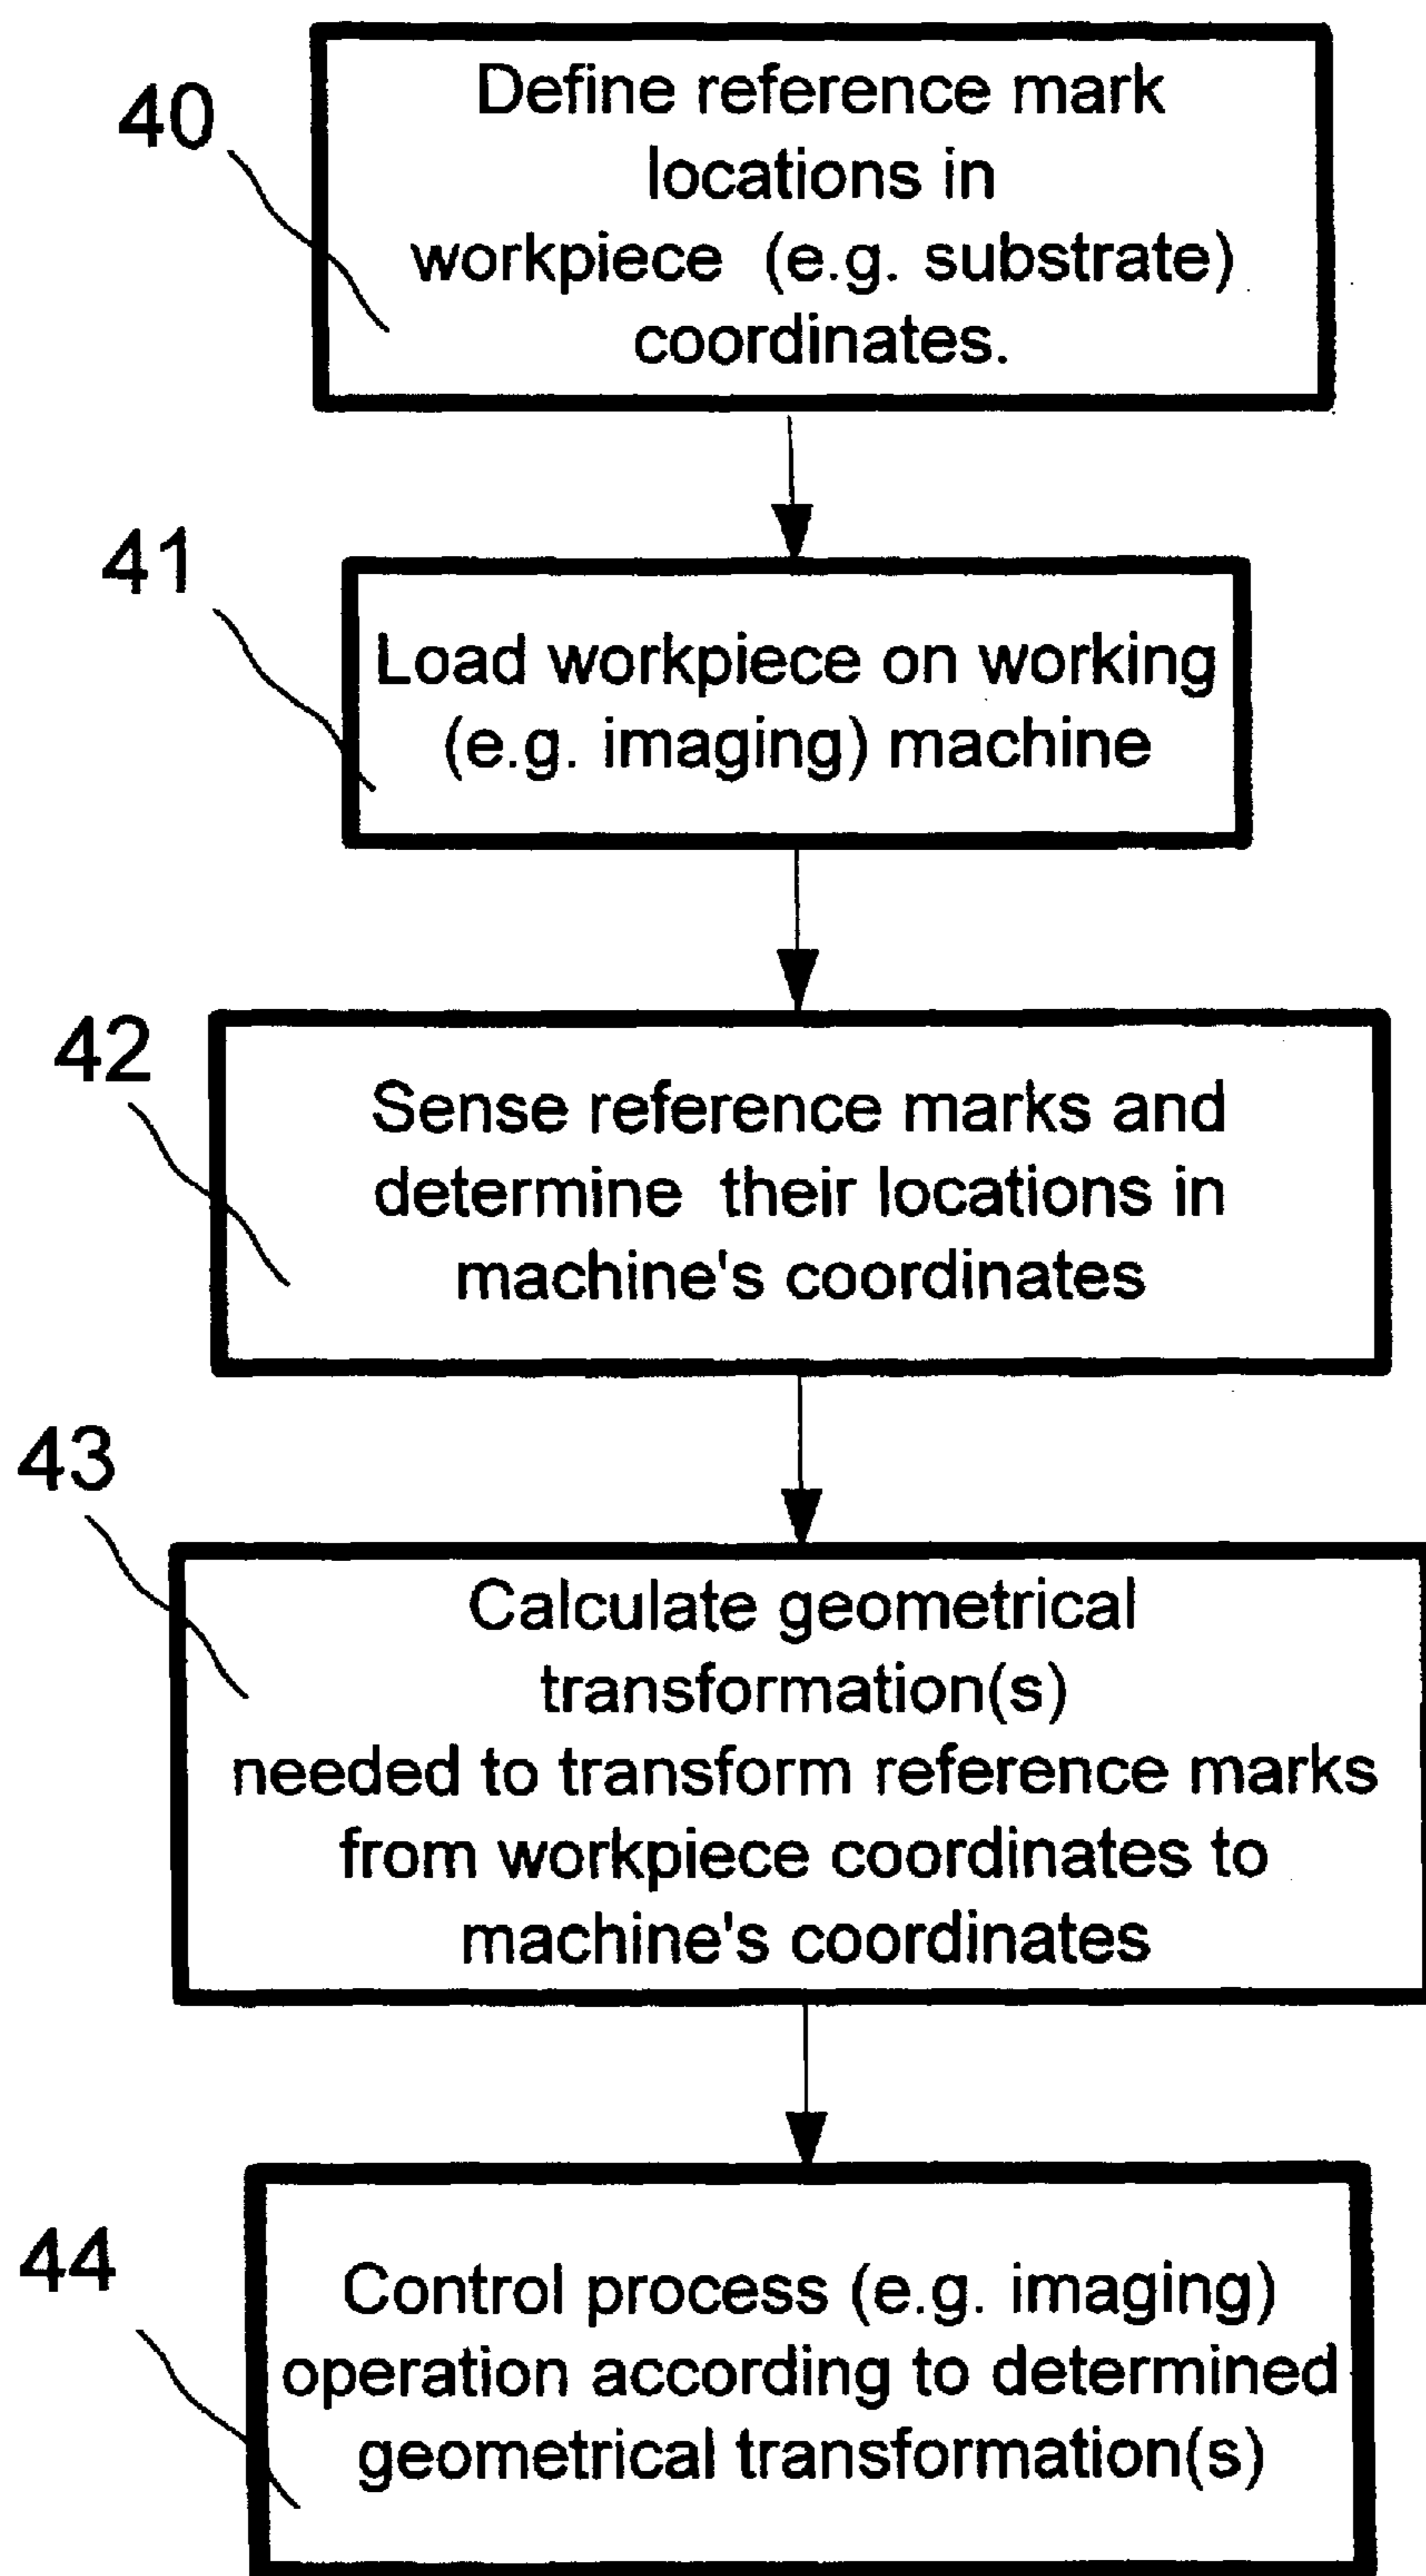 40
Define reference mark
locations in
workpiece (e.g. substrate)
coordinates.
41
Load workpiece on working
(e.g. imaging) machine
42
Sense reference marks and
determine their locations in
machine's coordinates
43
Calculate geometrical
transformation(s)
needed to transform reference marks
from workpiece coordinates to
machine's coordinates
44
Control process (e.g. imaging)
operation according to determined
geometrical transformation(s)